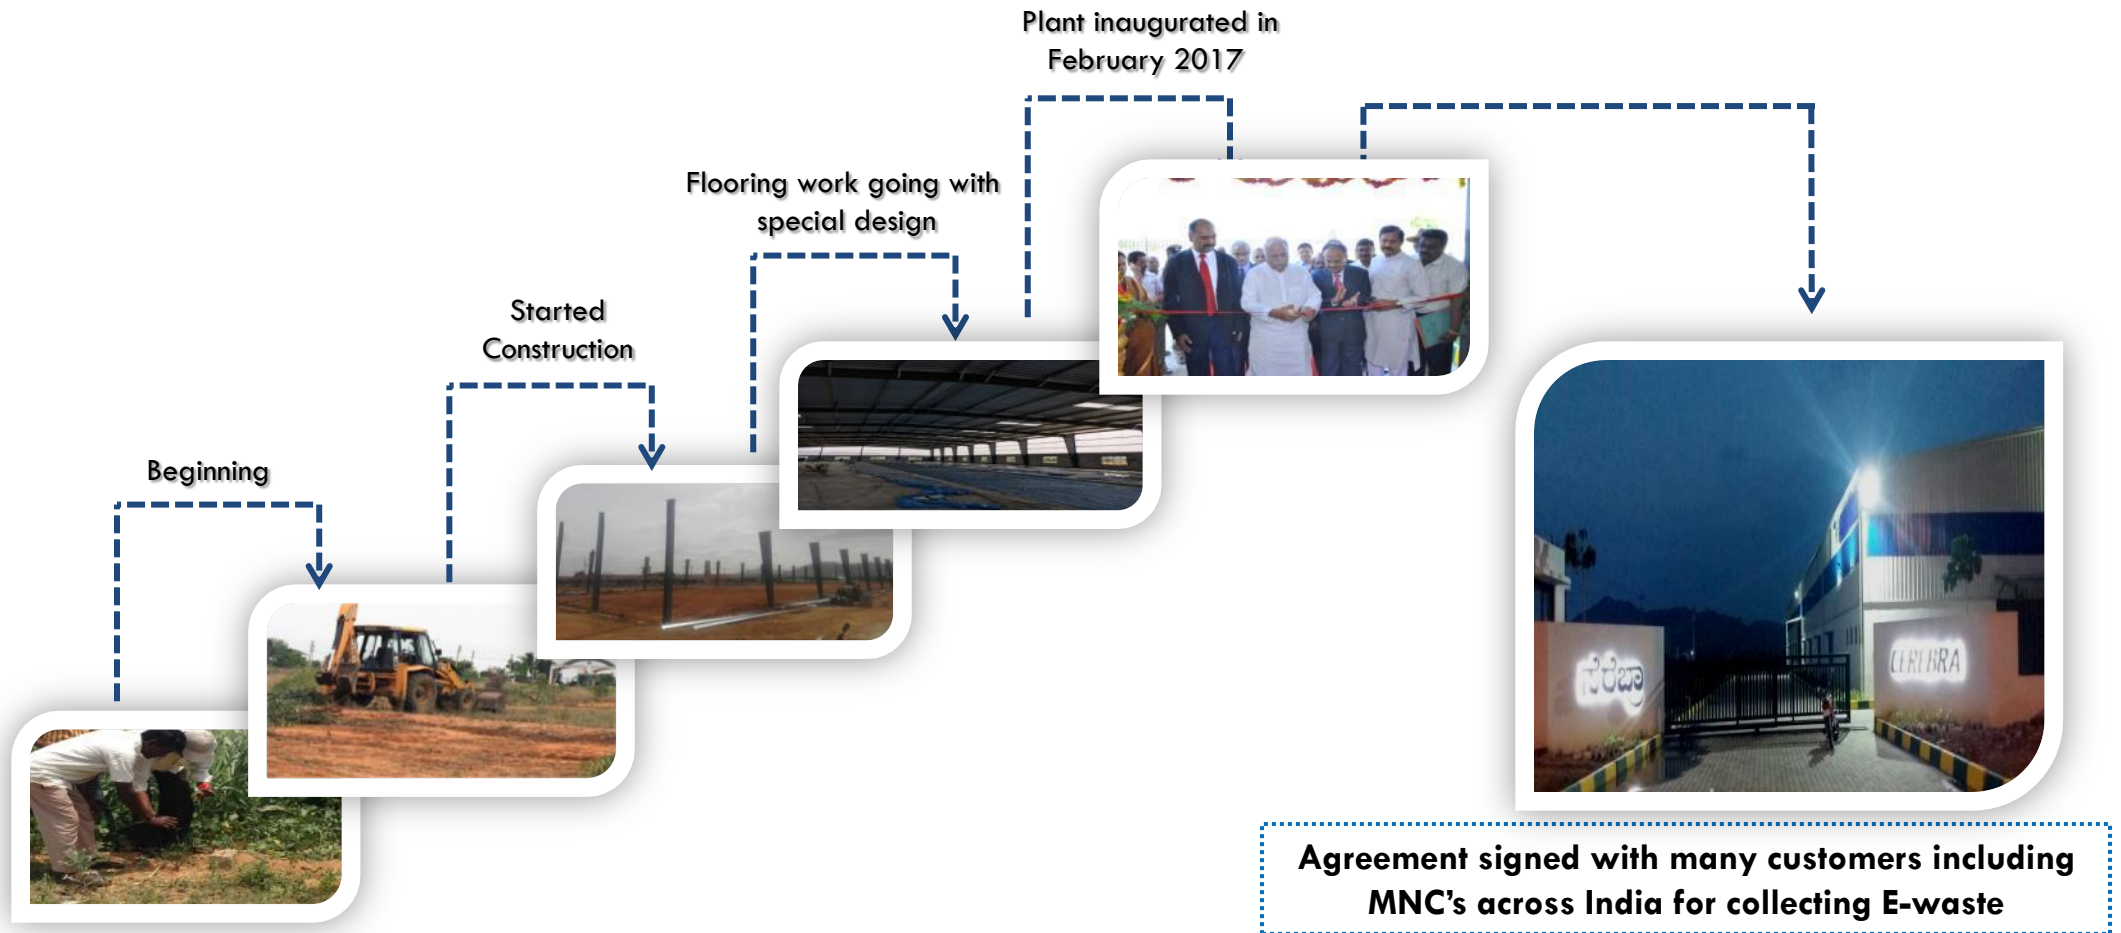 Plant inaugurated in
February 2017
Flooring work going with
special design
Started
Construction
Beginning
ಸೆರೆಬ್ರಾ
CEREBRA
Agreement signed with many customers including
MNC’s across India for collecting E-waste